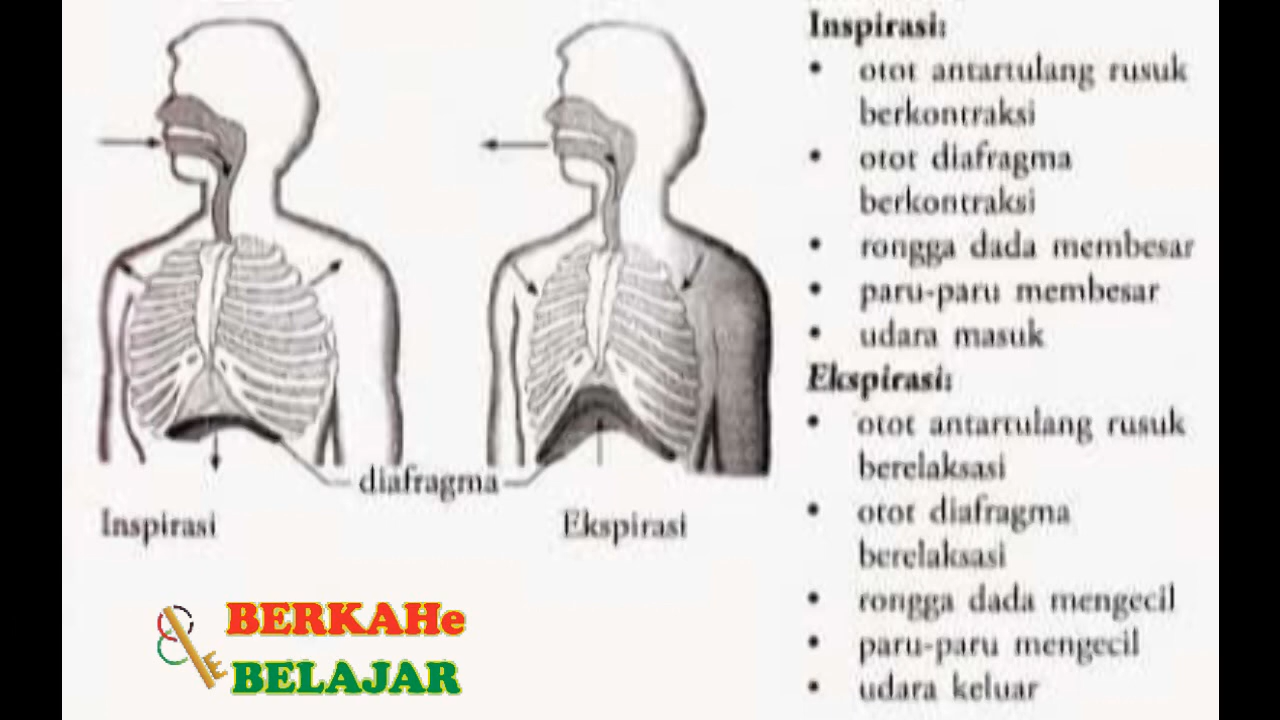 Inspirasi:
• otot antartulang rusuk
berkontraksi
• otot diafragma
berkontraksi
• rongga dada membesar
• paru-paru membesar
• udara masuk
Ekspirasi:
• otot antartulang rusuk
berelaksasi
• otot diafragma
berelaksasi
• rongga dada mengecil
• paru-paru mengecil
• udara keluar
diafragma
Inspirasi
Ekspirasi
BERKAHe
BELAJAR